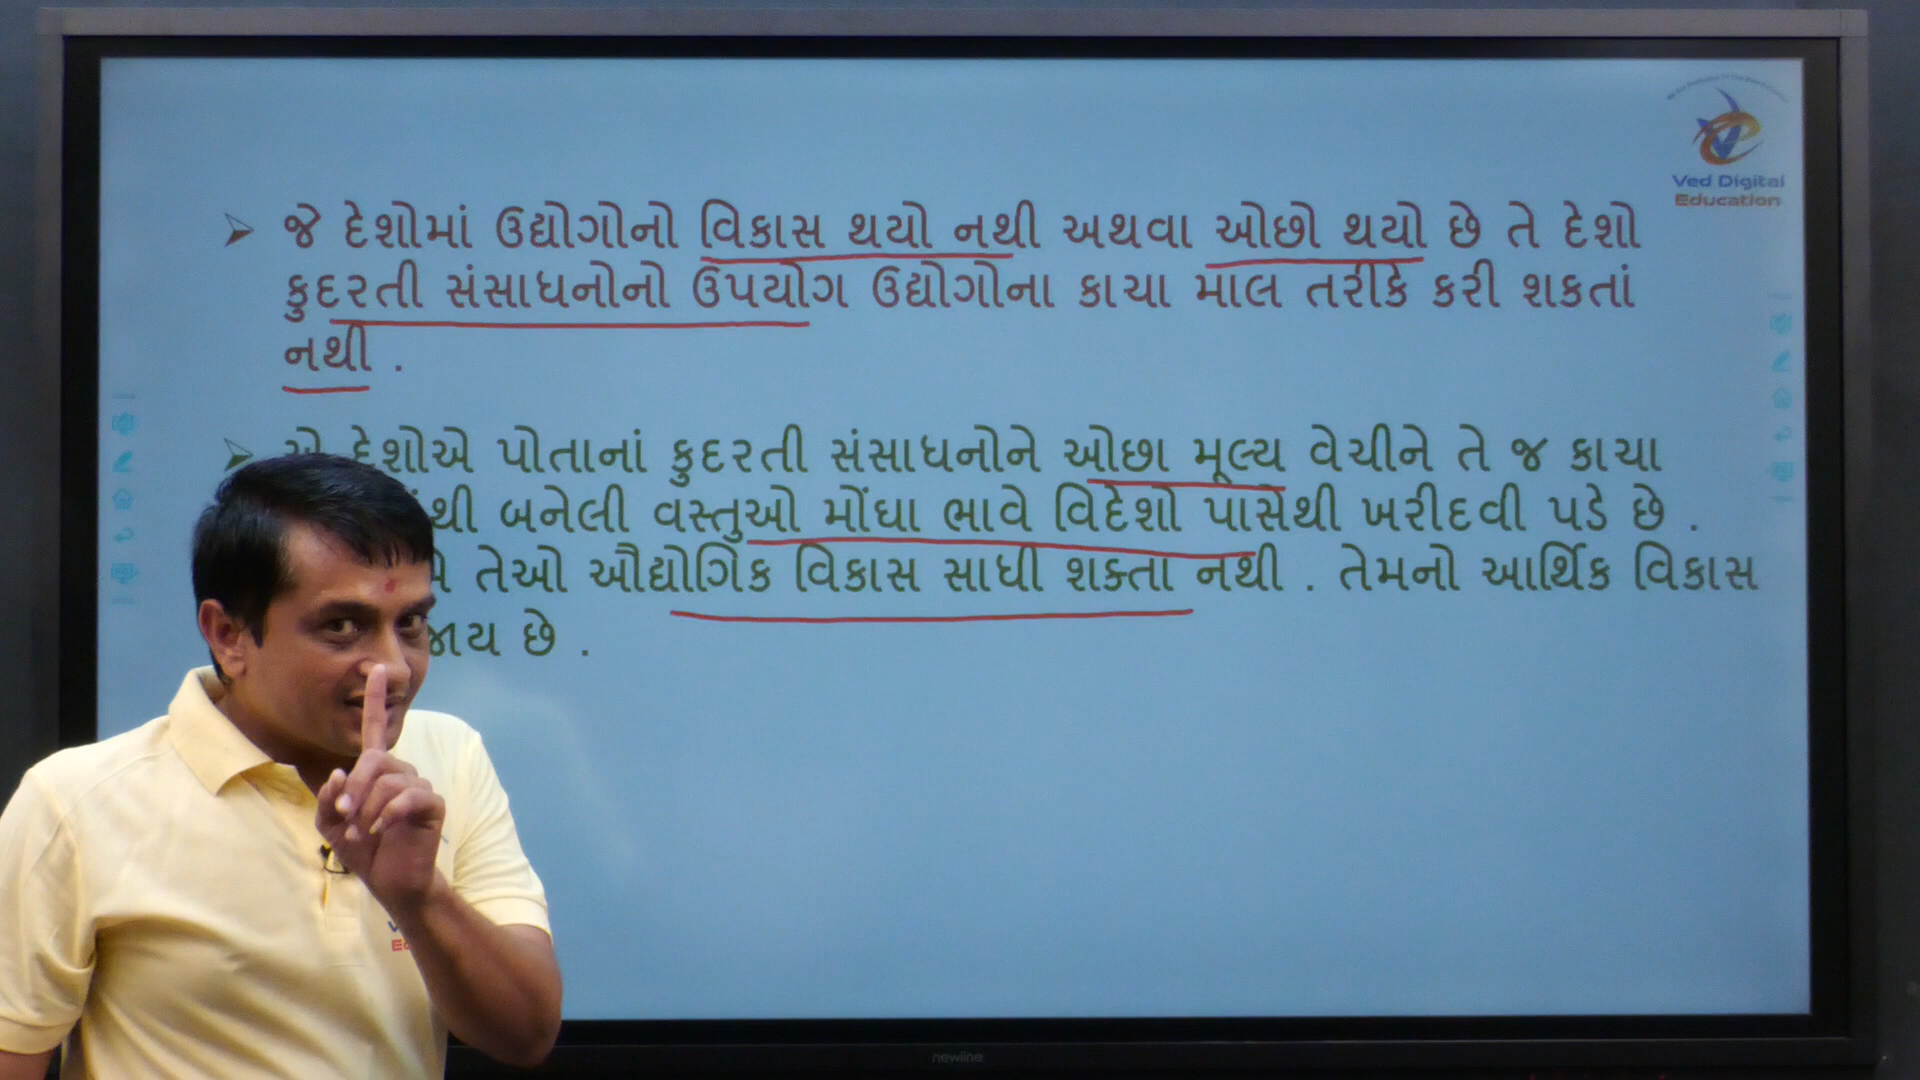 Ved Digital
Education
➢ જે દેશોમાં ઉદ્યોગોનો વિકાસ થયો નથી અથવા ઓછો થયો છે તે દેશો
કુદરતી સંસાધનોનો ઉપયોગ ઉદ્યોગોના કાચા માલ તરીકે કરી શકતાં
નથી .
➢ એ દેશોએ પોતાનાં કુદરતી સંસાધનોને ઓછા મૂલ્ય વેચીને તે જ કાચા
બનેલી વસ્તુઓ મોંઘા ભાવે વિદેશો પાસેથી ખરીદવી પડે છે .
તેઓ ઔદ્યોગિક વિકાસ સાધી શક્તા નથી . તેમનો આર્થિક વિકાસ
જાય છે .
newline